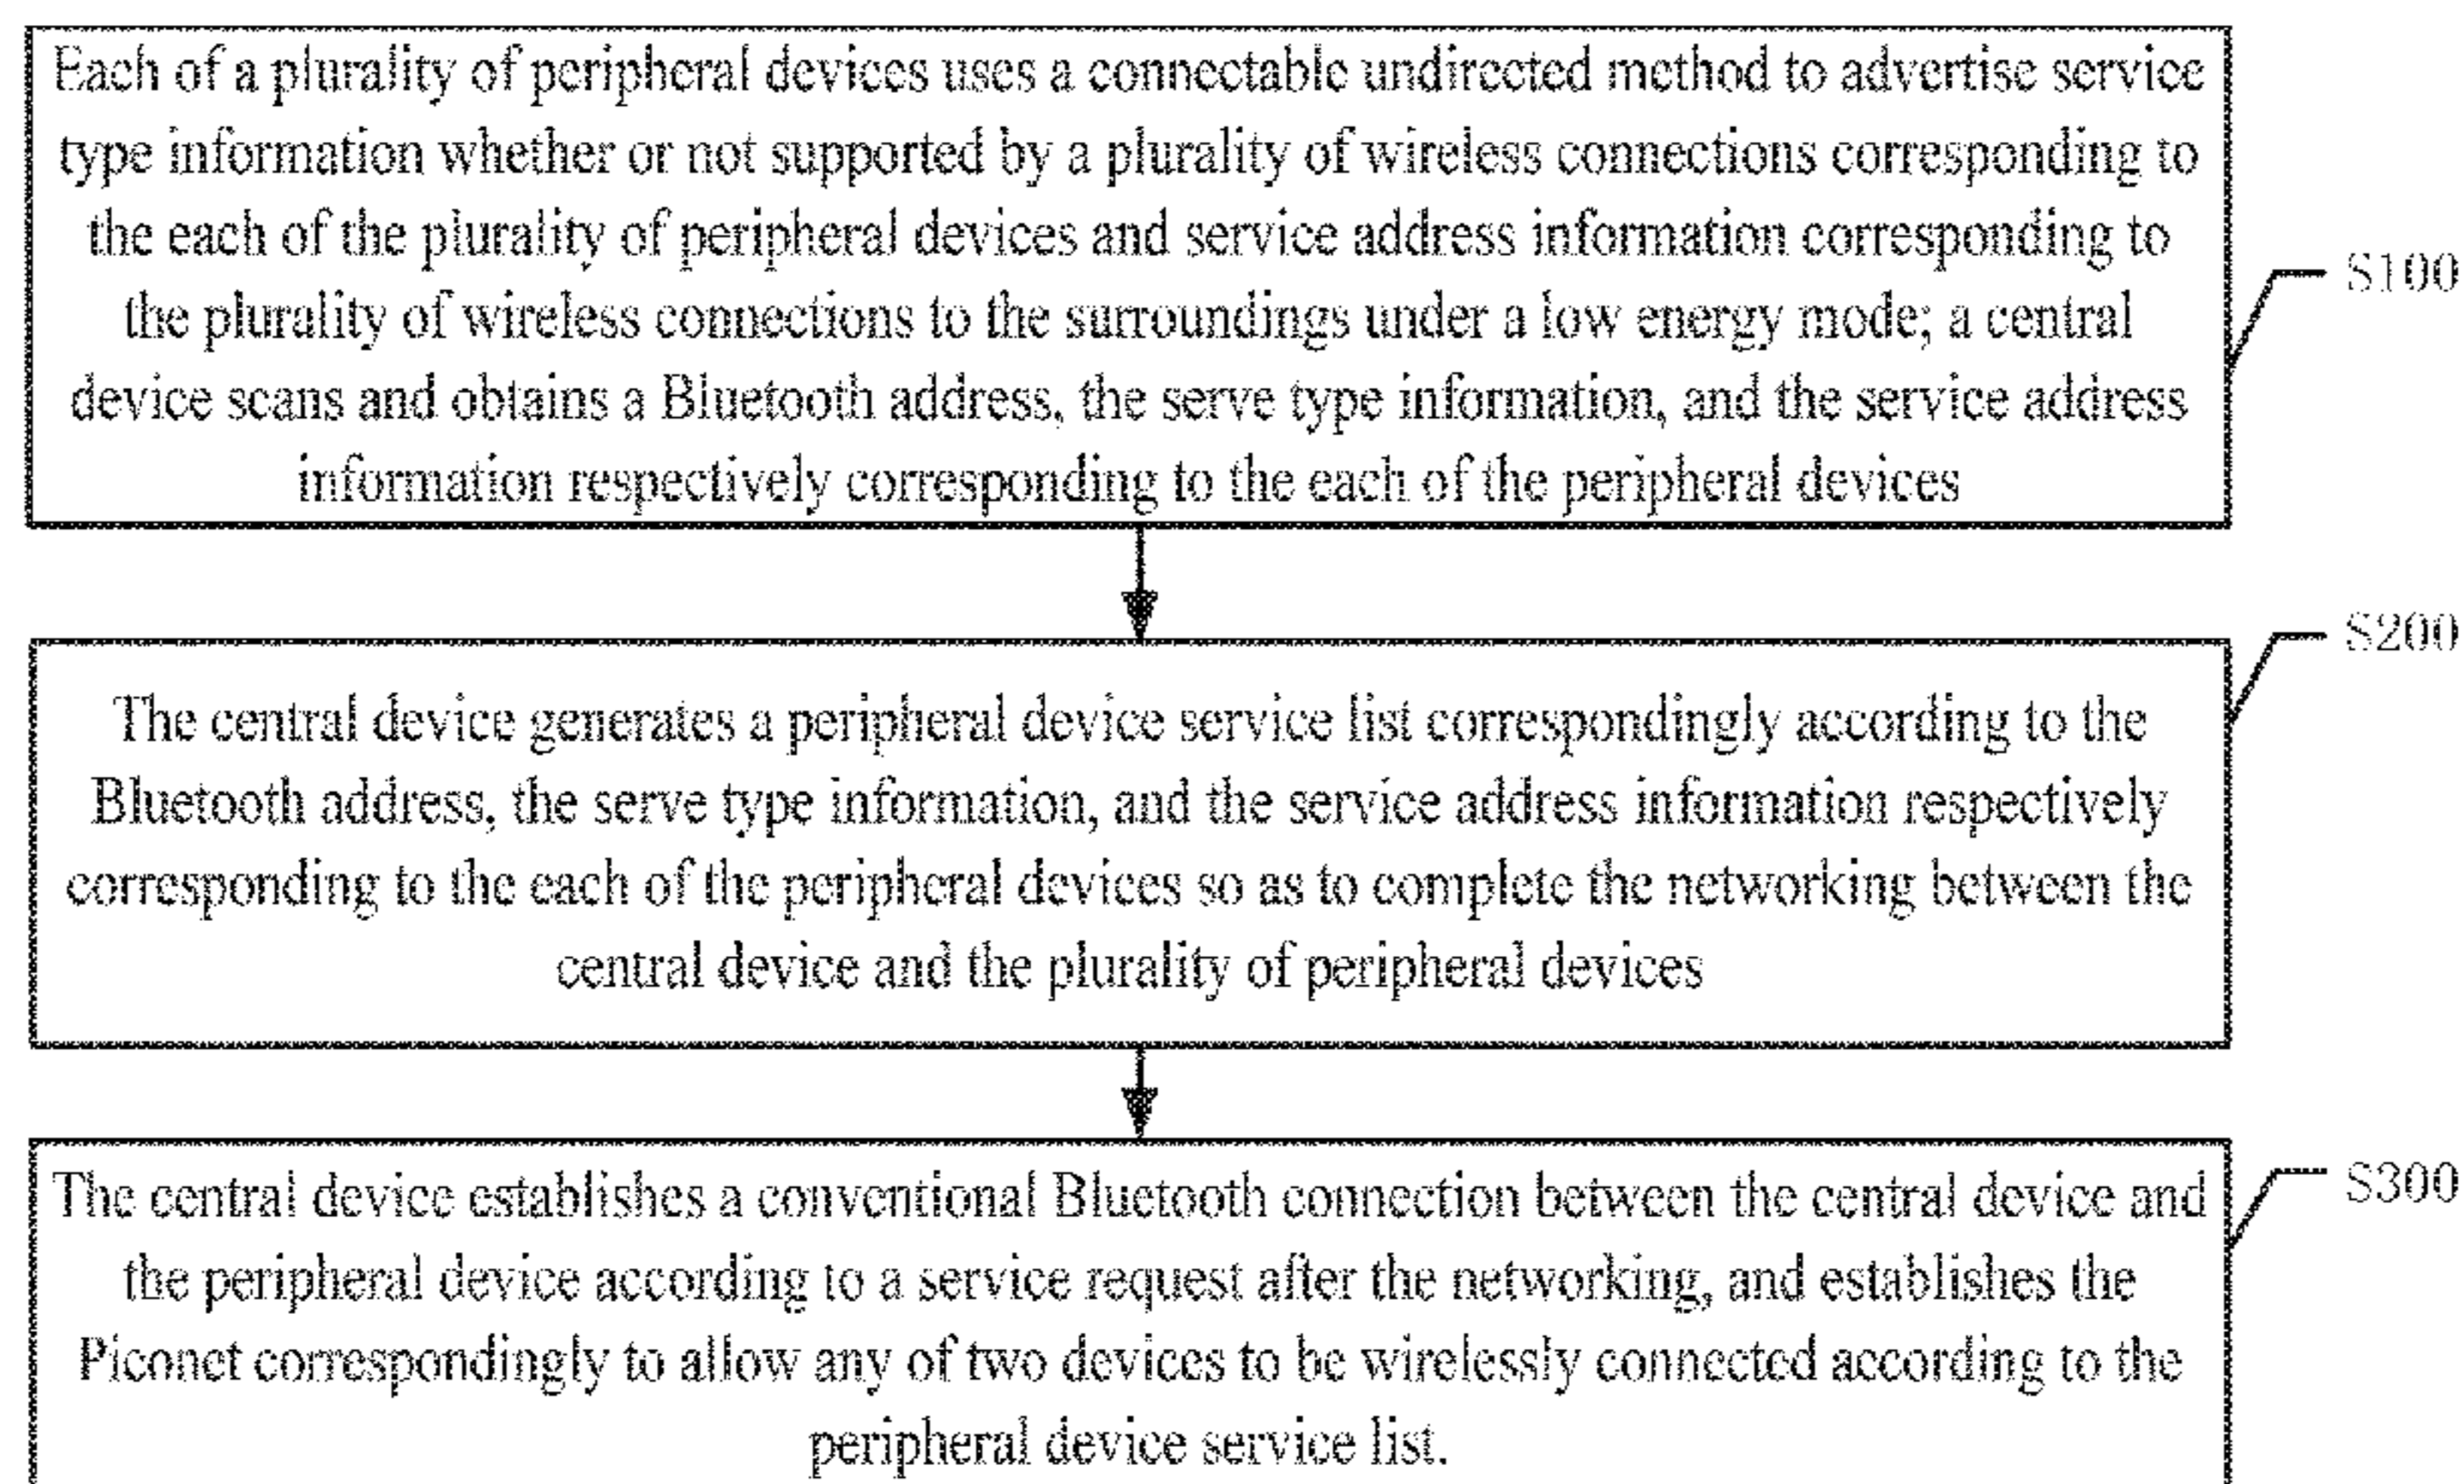 Each of a plurality of peripheral devices uses a connectable undirected method to advertise service
type information whether or not supported by a plurality of wireless connections corresponding to
the each of the plurality of peripheral devices and service address information corresponding to
the plurality of wireless connections to the surroundings under a low energy mode; a central
device scans and obtains a Bluetooth address, the serve type information, and the service address
information respectively corresponding to the each of the peripheral devices
S100
S200
The central device generates a peripheral device service list correspondingly according to the
Bluetooth address, the serve type information, and the service address information respectively
corresponding to the each of the peripheral devices so as to complete the networking between the
central device and the plurality of peripheral devices
The central device establishes a conventional Bluetooth connection between the central device and
S300
the peripheral device according to a service request after the networking, and establishes the
Piconet correspondingly to allow any of two devices to be wirelessly connected according to the
peripheral device service list.